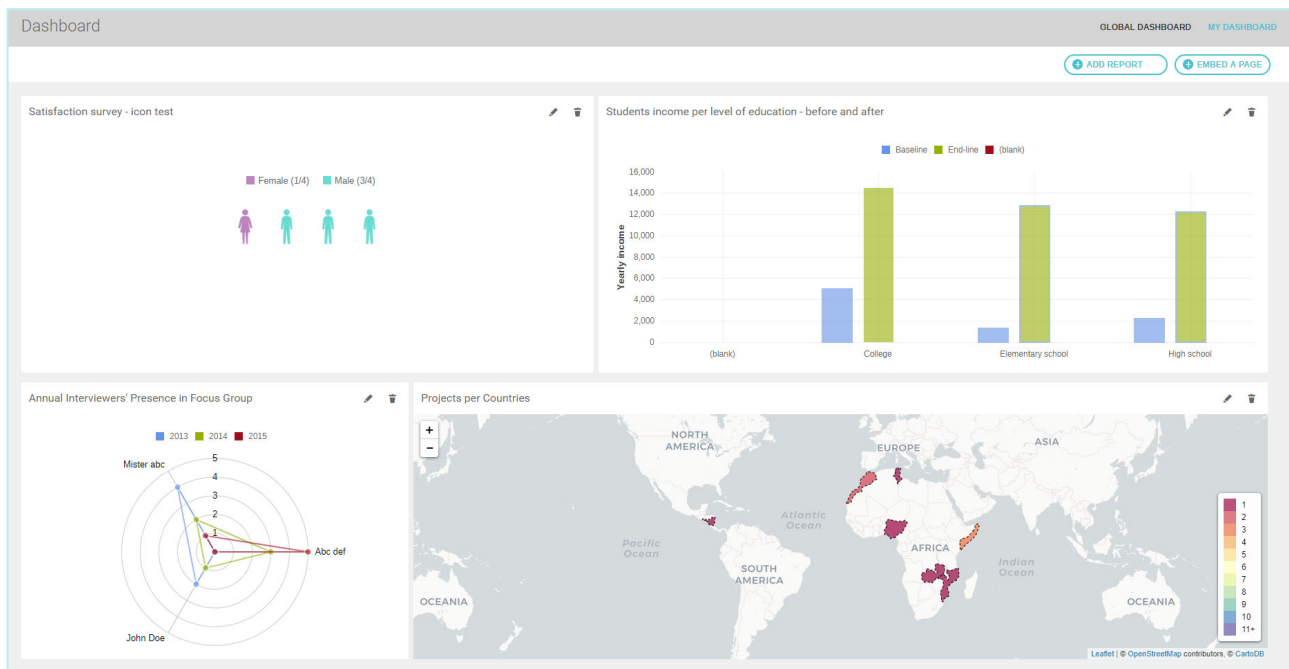 Dashboard
GLOBAL DASHBOARD MY DASHBOARD
ADD REPORT EMBED A PAGE
Satisfaction survey - icon test
Female (1/4) Male (3/4)
Students income per level of education - before and after
Baseline End-line (blank)
Yearly income
16,000
14,000
12,000
10,000
8,000
6,000
4,000
2,000
0
(blank) College Elementary school High school
Annual Interviewers' Presence in Focus Group
2013 2014 2015
5
4
3
2
1
Mister abc
Abc def
John Doe
Projects per Countries
+
−
NORTH
AMERICA
EUROPE
ASIA
Atlantic
Ocean
Pacific
Ocean
AFRICA
Indian
Ocean
SOUTH
AMERICA
OCEANIA
OCEANIA
1
2
3
4
5
6
7
8
9
10
11+
Leaflet | © OpenStreetMap contributors, © CartoDB